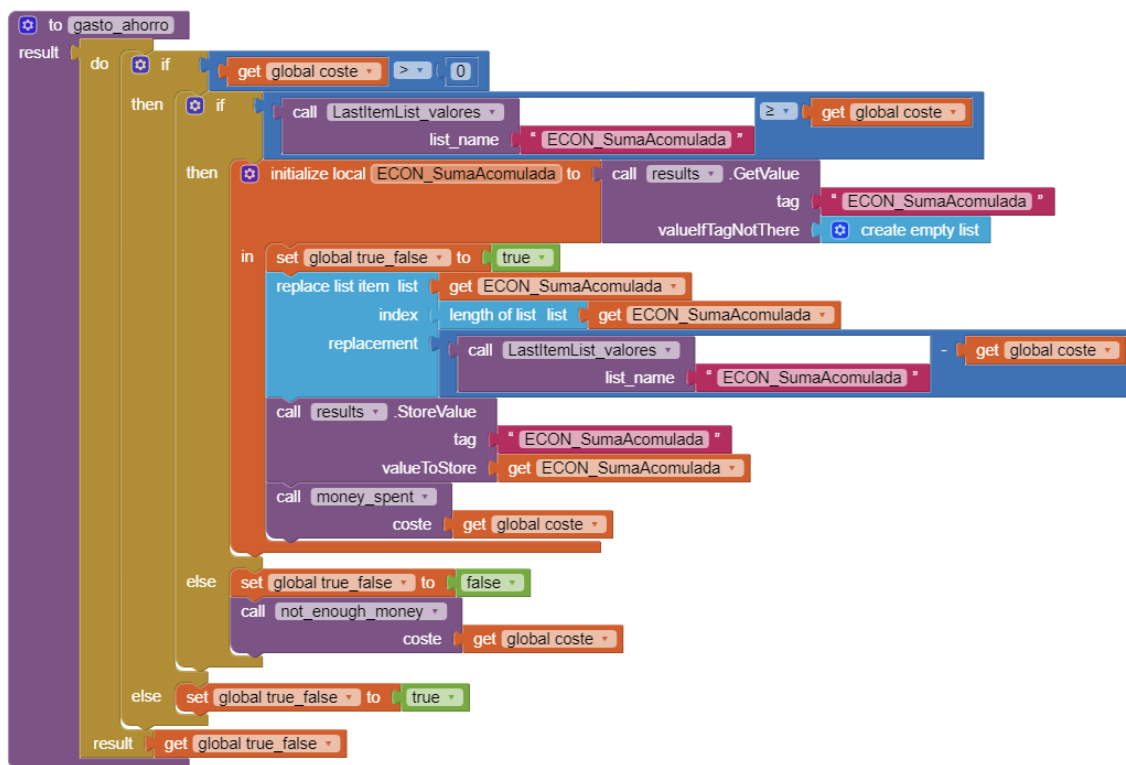 to gasto_ahorro
result
do if get global coste > 0
then if call LastItemList_valores ≥ get global coste
list_name " ECON_SumaAcomulada "
then initialize local ECON_SumaAcomulada to call results .GetValue
tag " ECON_SumaAcomulada "
valueIfTagNotThere create empty list
in set global true_false to true
replace list item list get ECON_SumaAcomulada
index length of list list get ECON_SumaAcomulada
replacement call LastItemList_valores - get global coste
list_name " ECON_SumaAcomulada "
call results .StoreValue
tag " ECON_SumaAcomulada "
valueToStore get ECON_SumaAcomulada
call money_spent
coste get global coste
else set global true_false to false
call not_enough_money
coste get global coste
else set global true_false to true
result get global true_false